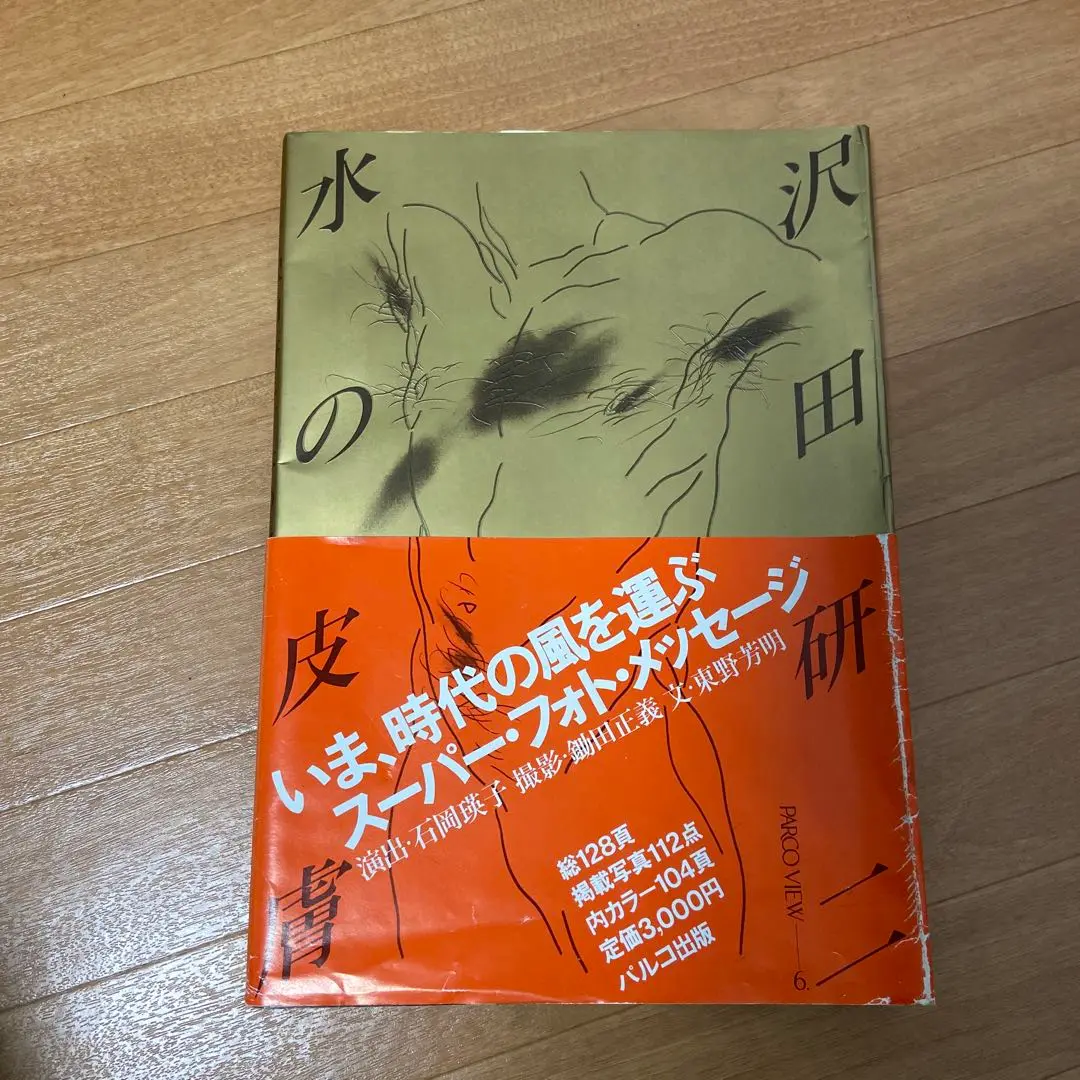 沢田研二
水の皮膚
いま、時代の風を運ぶ
スーパー・フォト・メッセージ
演出・石岡瑛子 撮影・鋤田正義 文・東野芳明
総128頁
掲載写真112点
内カラー104頁
定価3,000円
パルコ出版
PARCO VIEW—6.